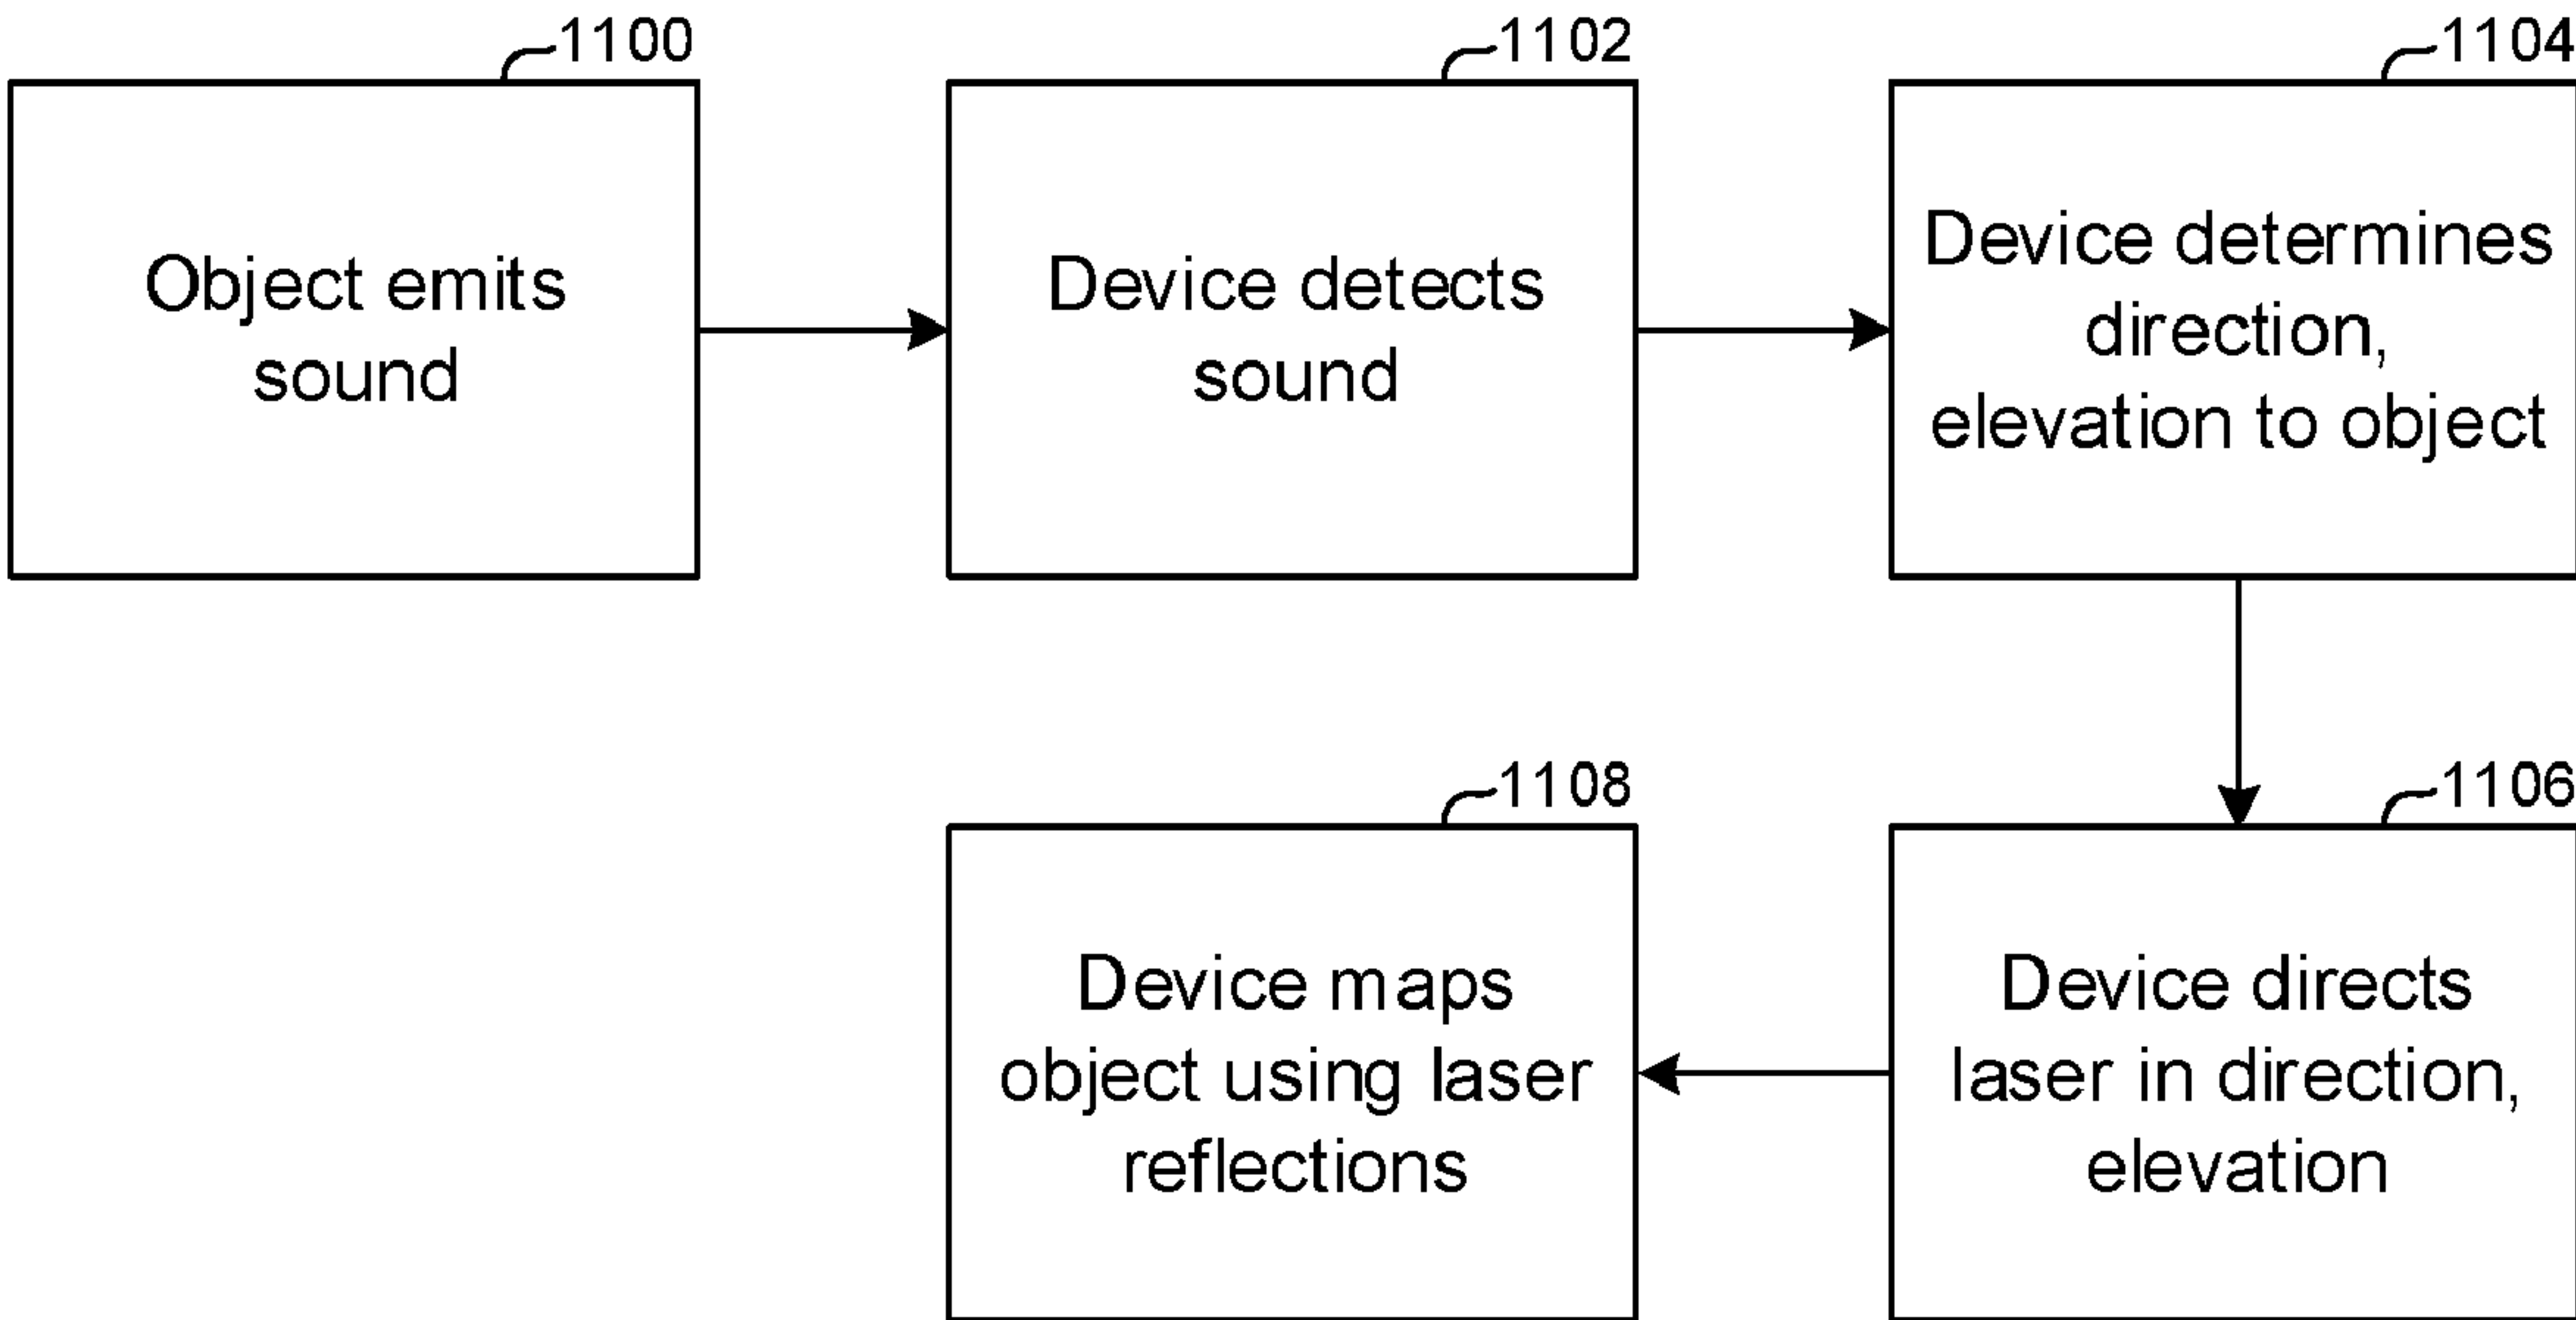 1100
Object emits
sound
1102
Device detects
sound
1104
Device determines
direction,
elevation to object
1106
Device directs
laser in direction,
elevation
1108
Device maps
object using laser
reflections